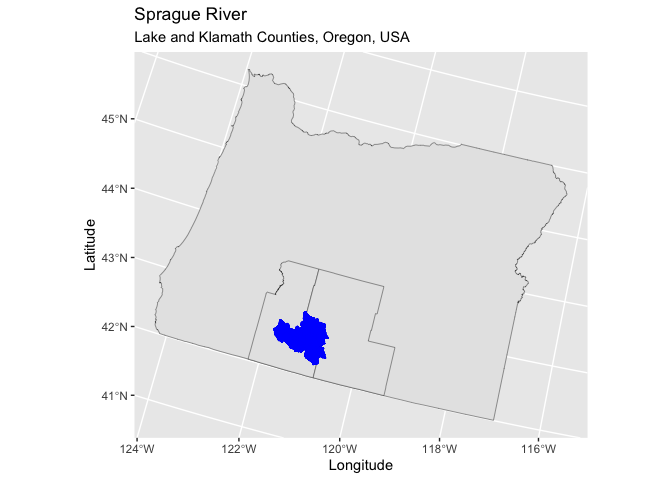 Sprague River
Lake and Klamath Counties, Oregon, USA
45°N
44°N
43°N
42°N
41°N
Latitude
124°W
122°W
120°W
118°W
116°W
Longitude